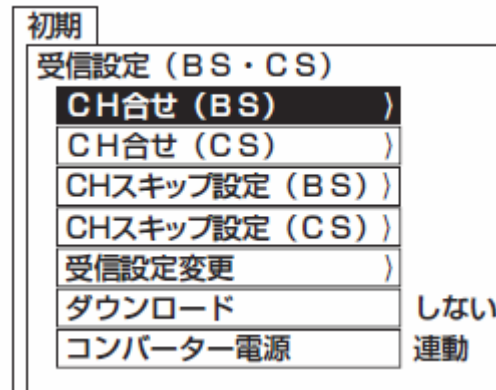 初期
受信設定（ＢＳ・ＣＳ）
ＣＨ合せ（ＢＳ） 〉
ＣＨ合せ（ＣＳ） 〉
CHスキップ設定（ＢＳ）〉
CHスキップ設定（ＣＳ）〉
受信設定変更 〉
ダウンロード しない
コンバーター電源 連動